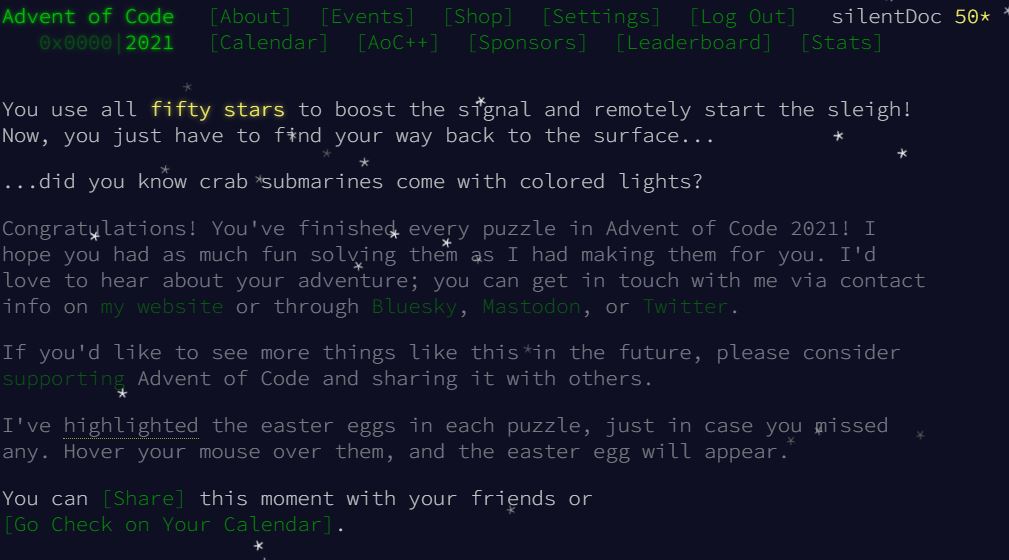 Advent of Code [About] [Events] [Shop] [Settings] [Log Out] silentDoc 50*
0x0000|2021 [Calendar] [AoC++] [Sponsors] [Leaderboard] [Stats]
You use all fifty stars to boost the signal and remotely start the sleigh!
Now, you just have to find your way back to the surface...
...did you know crab submarines come with colored lights?
Congratulations! You've finished every puzzle in Advent of Code 2021! I
hope you had as much fun solving them as I had making them for you. I'd
love to hear about your adventure; you can get in touch with me via contact
info on my website or through Bluesky, Mastodon, or Twitter.
If you'd like to see more things like this in the future, please consider
supporting Advent of Code and sharing it with others.
I've highlighted the easter eggs in each puzzle, just in case you missed
any. Hover your mouse over them, and the easter egg will appear.
You can [Share] this moment with your friends or
[Go Check on Your Calendar].